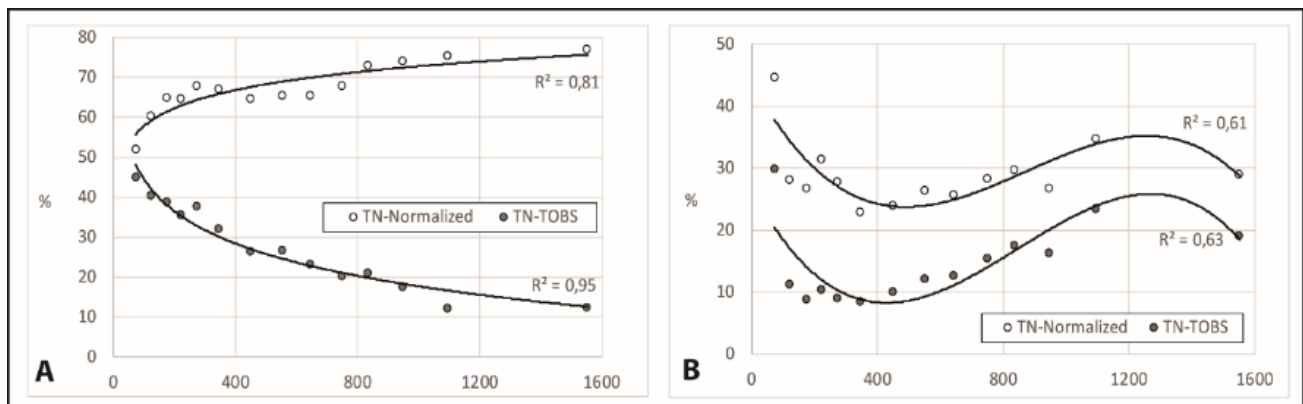 80
70
60
50
40
30
20
10
0
%
R² = 0,81
TN-Normalized TN-TOBS
R² = 0,95
A
0 400 800 1200 1600
50
40
30
20
10
0
%
R² = 0,61
R² = 0,63
TN-Normalized TN-TOBS
B
0 400 800 1200 1600